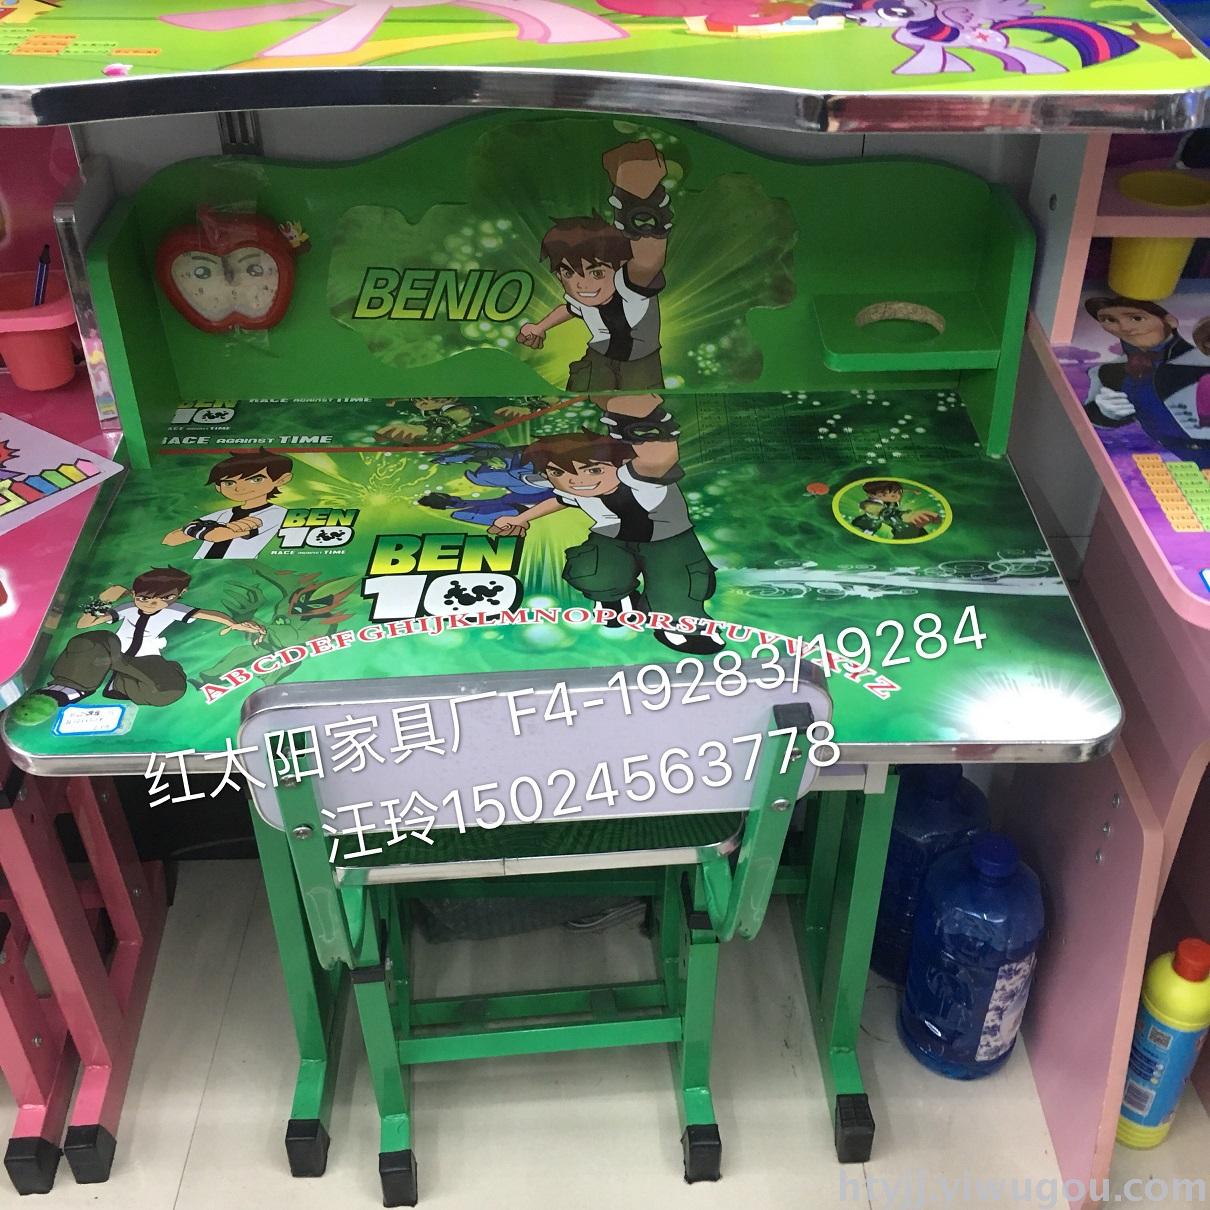 BEN10
BEN
10
RACE AGAINST TIME
RACE AGAINST TIME
BEN
10
RACE AGAINST TIME
BEN
10
ABCDEFGHIJKLMNOPQRSTUVWXYZ
红太阳家具厂F4-19283/19284
汪玲15024563778
htyjj.yiwugou.com